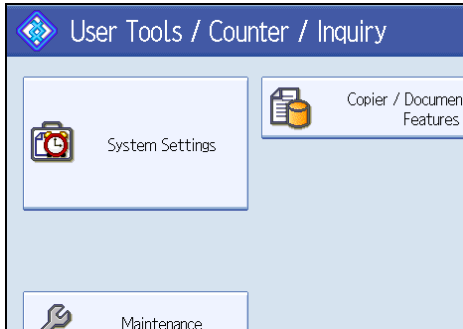 User Tools / Counter / Inquiry
System Settings
Copier / Documen
Features
Maintenance